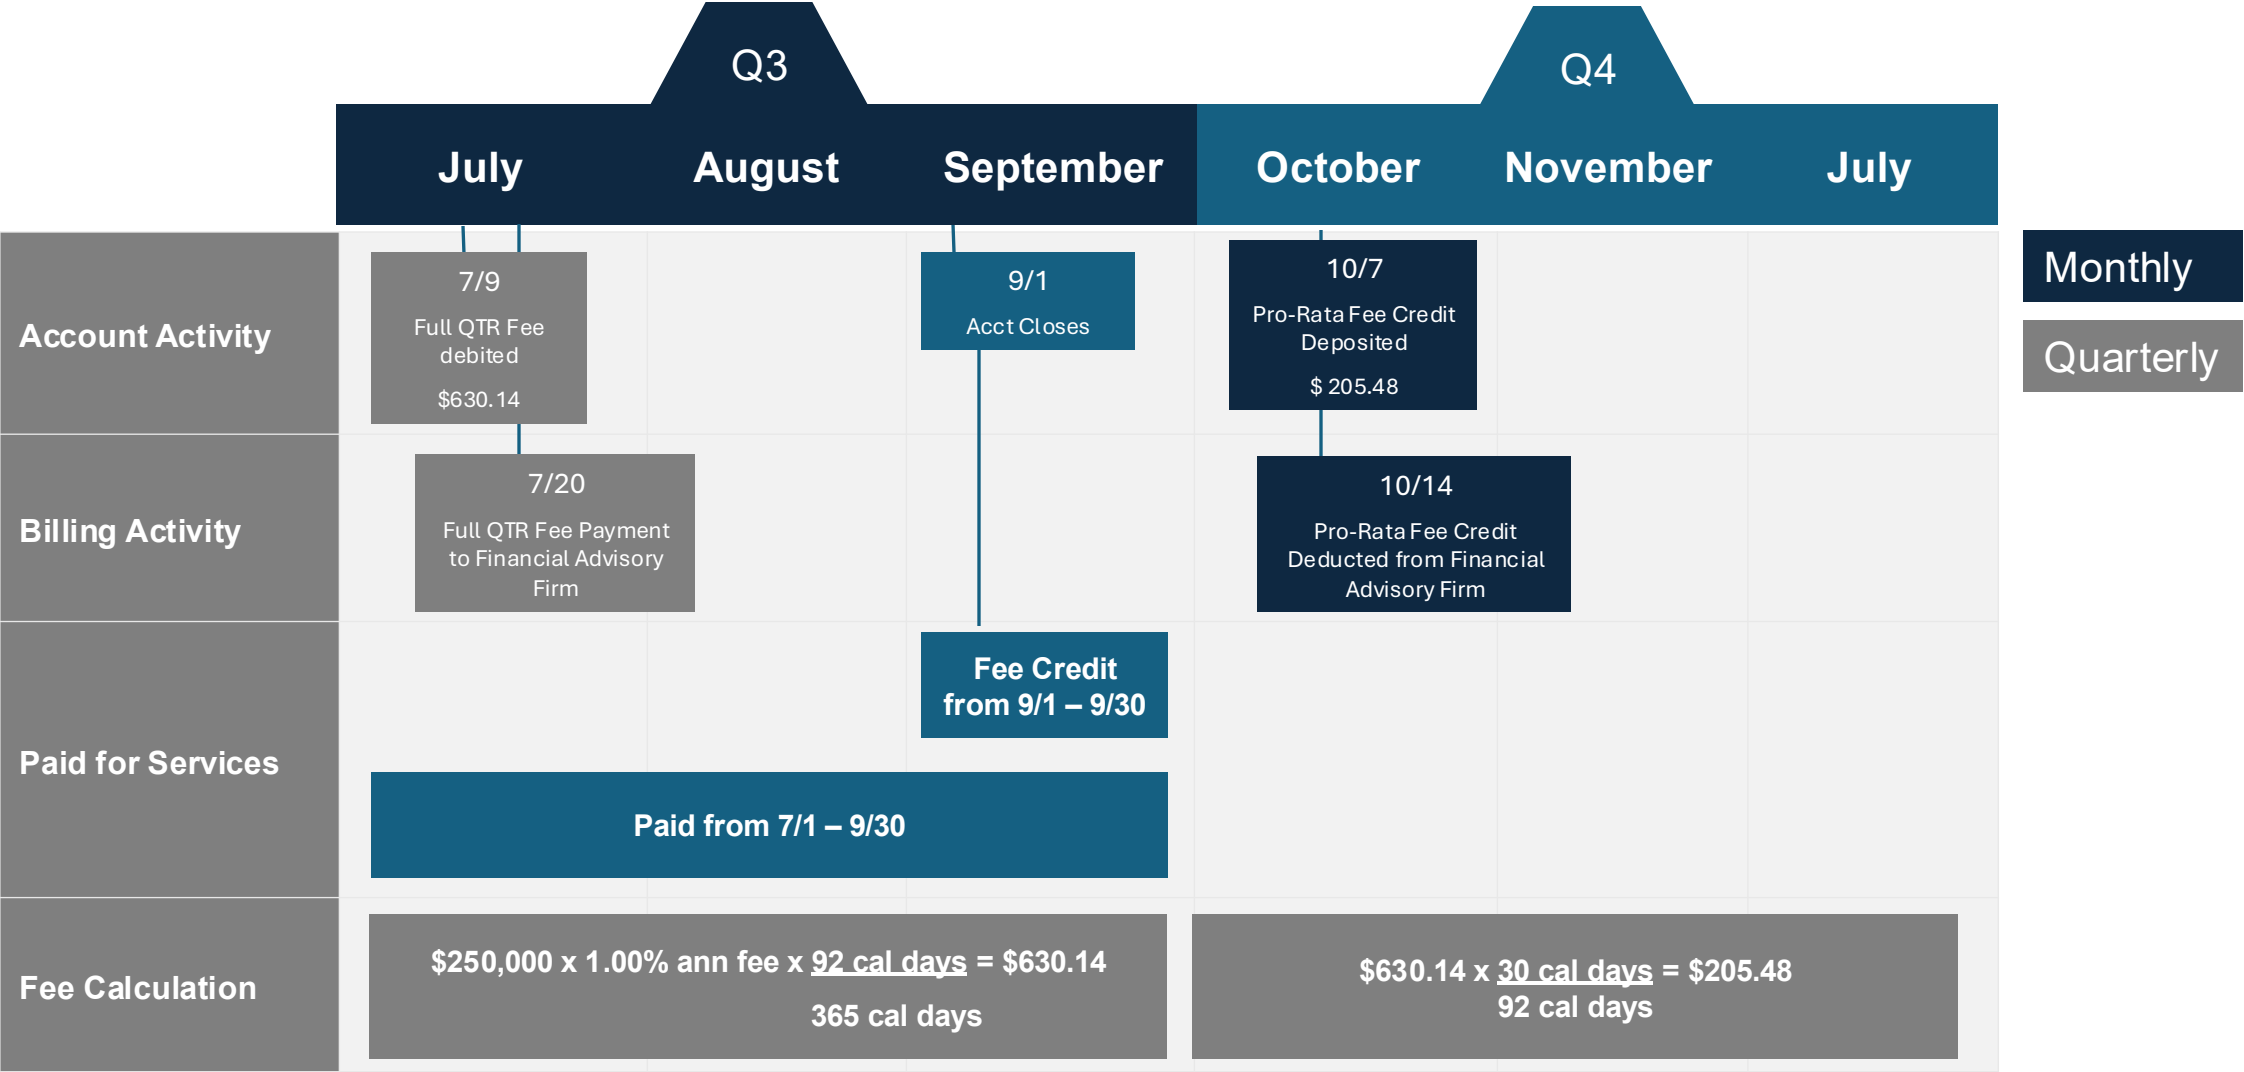 Q3
Q4
July
August
September
October
November
July
Monthly
Quarterly
Account Activity
7/9
Full QTR Fee
debited
$630.14
9/1
Acct Closes
10/7
Pro-Rata Fee Credit
Deposited
$ 205.48
Billing Activity
7/20
Full QTR Fee Payment
to Financial Advisory
Firm
10/14
Pro-Rata Fee Credit
Deducted from Financial
Advisory Firm
Paid for Services
Fee Credit
from 9/1 – 9/30
Paid from 7/1 – 9/30
Fee Calculation
$250,000 x 1.00% ann fee x 92 cal days = $630.14
365 cal days
$630.14 x 30 cal days = $205.48
92 cal days